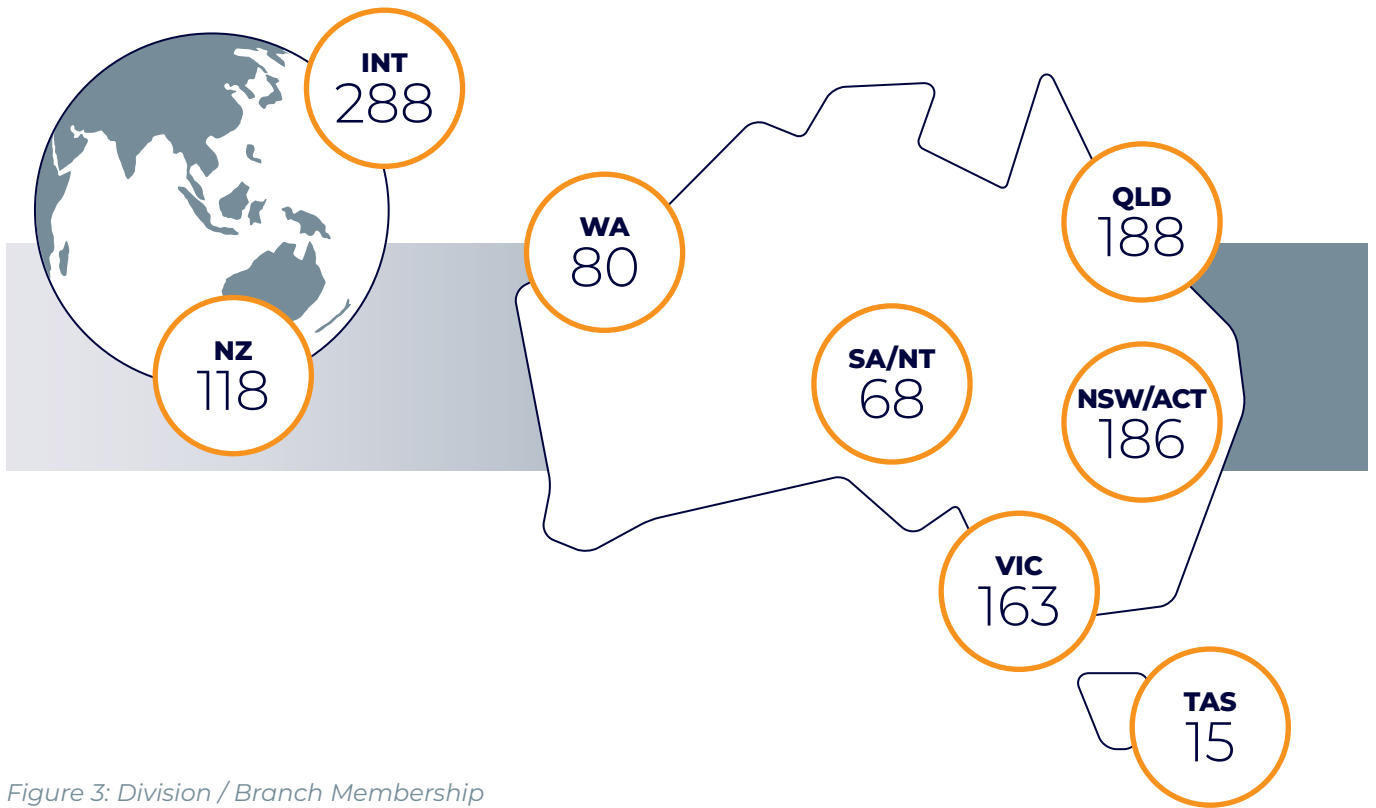 INT
288
WA
80
QLD
188
NZ
118
SA/NT
68
NSW/ACT
186
VIC
163
TAS
15
Figure 3: Division / Branch Membership